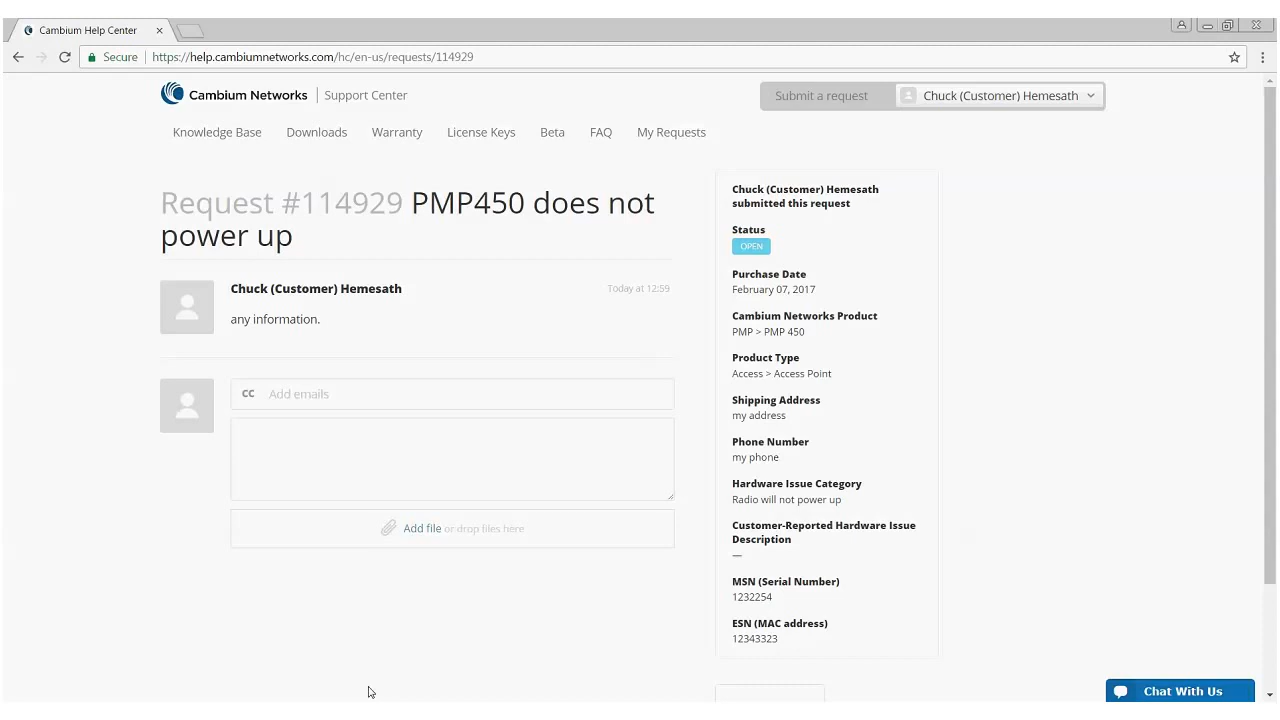 Cambium Help Center
Secure https://help.cambiumnetworks.com/hc/en-us/requests/114929
Cambium Networks Support Center
Submit a request
Chuck (Customer) Hemesath
Knowledge Base Downloads Warranty License Keys Beta FAQ My Requests
Request #114929 PMP450 does not
power up
Chuck (Customer) Hemesath
Today at 12:59
any information.
CC Add emails
Add file or drop files here
Chuck (Customer) Hemesath
submitted this request
Status
OPEN
Purchase Date
February 07, 2017
Cambium Networks Product
PMP > PMP 450
Product Type
Access > Access Point
Shipping Address
my address
Phone Number
my phone
Hardware Issue Category
Radio will not power up
Customer-Reported Hardware Issue
Description
—
MSN (Serial Number)
1232254
ESN (MAC address)
12343323
Chat With Us